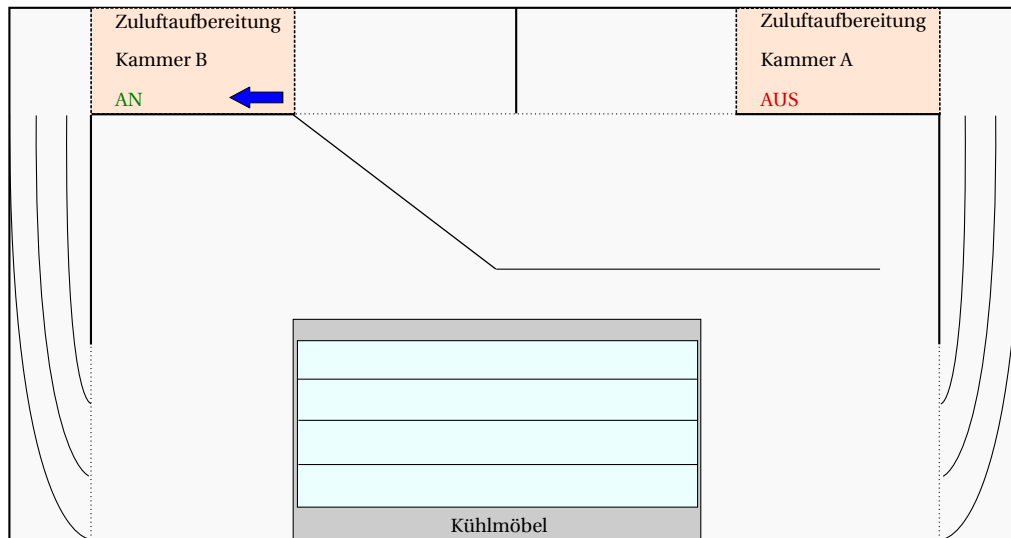 Zuluftaufbereitung
Kammer B
AN
Zuluftaufbereitung
Kammer A
AUS
Kühlmöbel